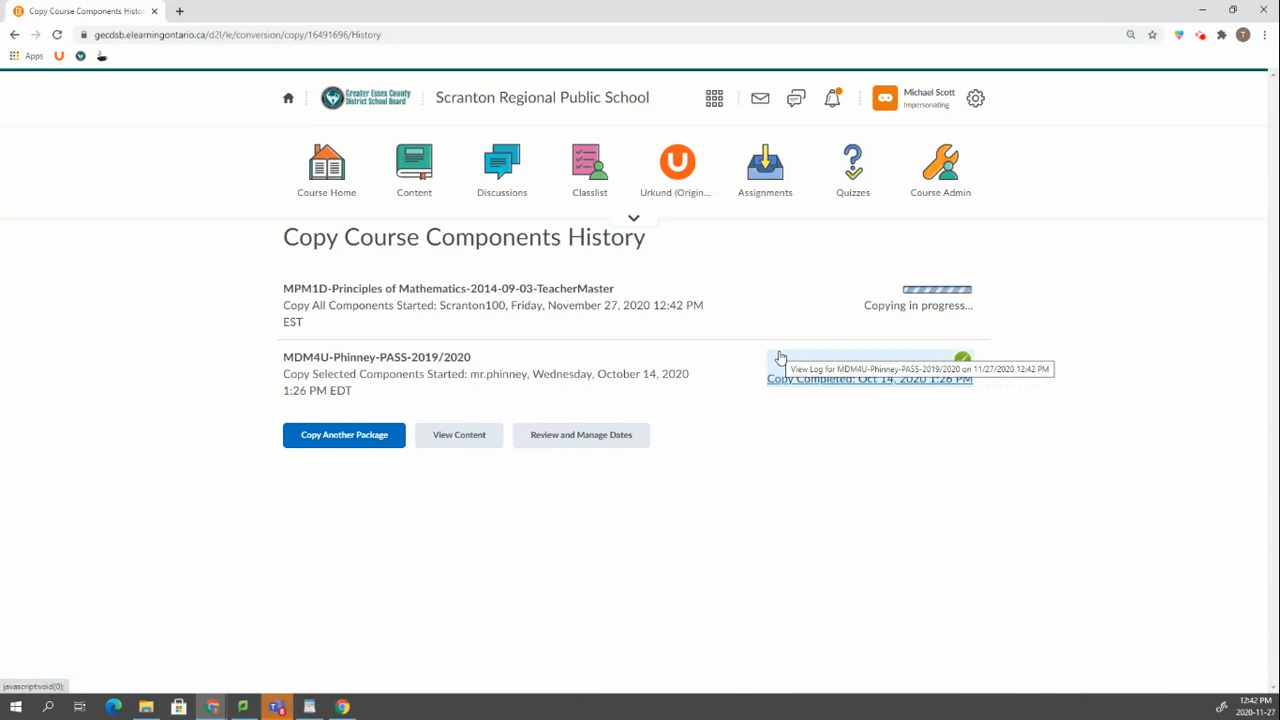 Copy Course Components Histo
gecdsb.elearningontario.ca/d2l/le/conversion/copy/16491696/History
T
Apps
Greater Essex County
District School Board
Scranton Regional Public School
Michael Scott
Impersonating
U
Course Home
Content
Discussions
Classlist
Urkund (Origin...
Assignments
Quizzes
Course Admin
Copy Course Components History
MPM1D-Principles of Mathematics-2014-09-03-TeacherMaster
Copy All Components Started: Scranton100, Friday, November 27, 2020 12:42 PM
EST
Copying in progress...
MDM4U-Phinney-PASS-2019/2020
Copy Selected Components Started: mr.phinney, Wednesday, October 14, 2020
1:26 PM EDT
View Log for MDM4U-Phinney-PASS-2019/2020 on 11/27/2020 12:42 PM
Copy Completed: Oct 14, 2020 1:26 PM
Copy Another Package
View Content
Review and Manage Dates
javascript:void(0);
12:42 PM
2020-11-27